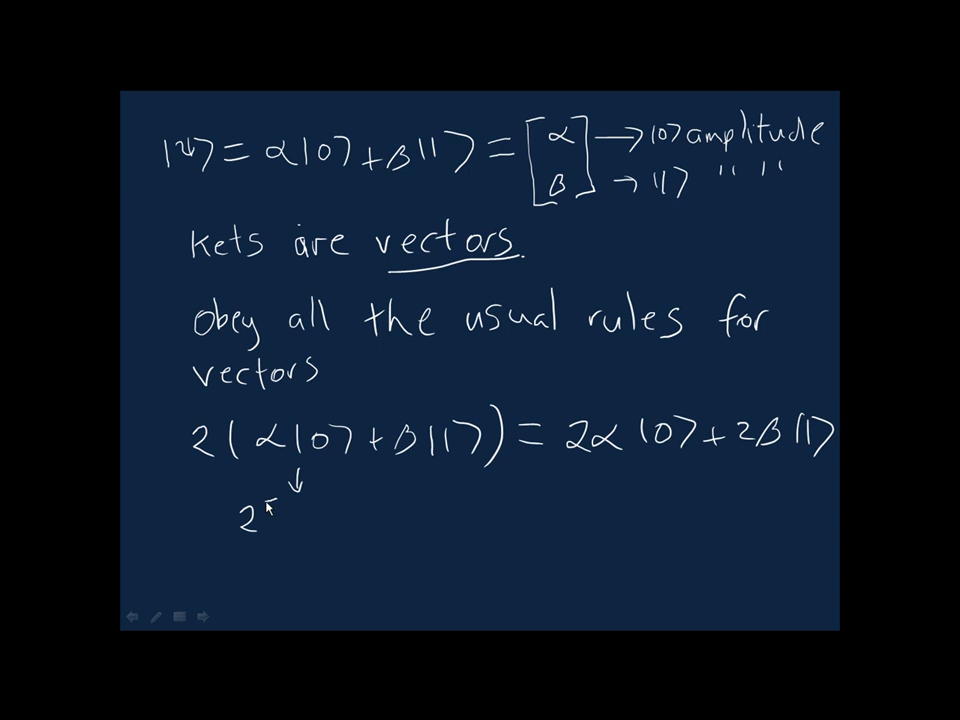 |ψ> = α|0> + β|1> = [α β] → |0> amplitude
→ |1> " "
kets are vectors.
Obey all the usual rules for
vectors
2(α|0> + β|1>) = 2α|0> + 2β|1>
↓
2